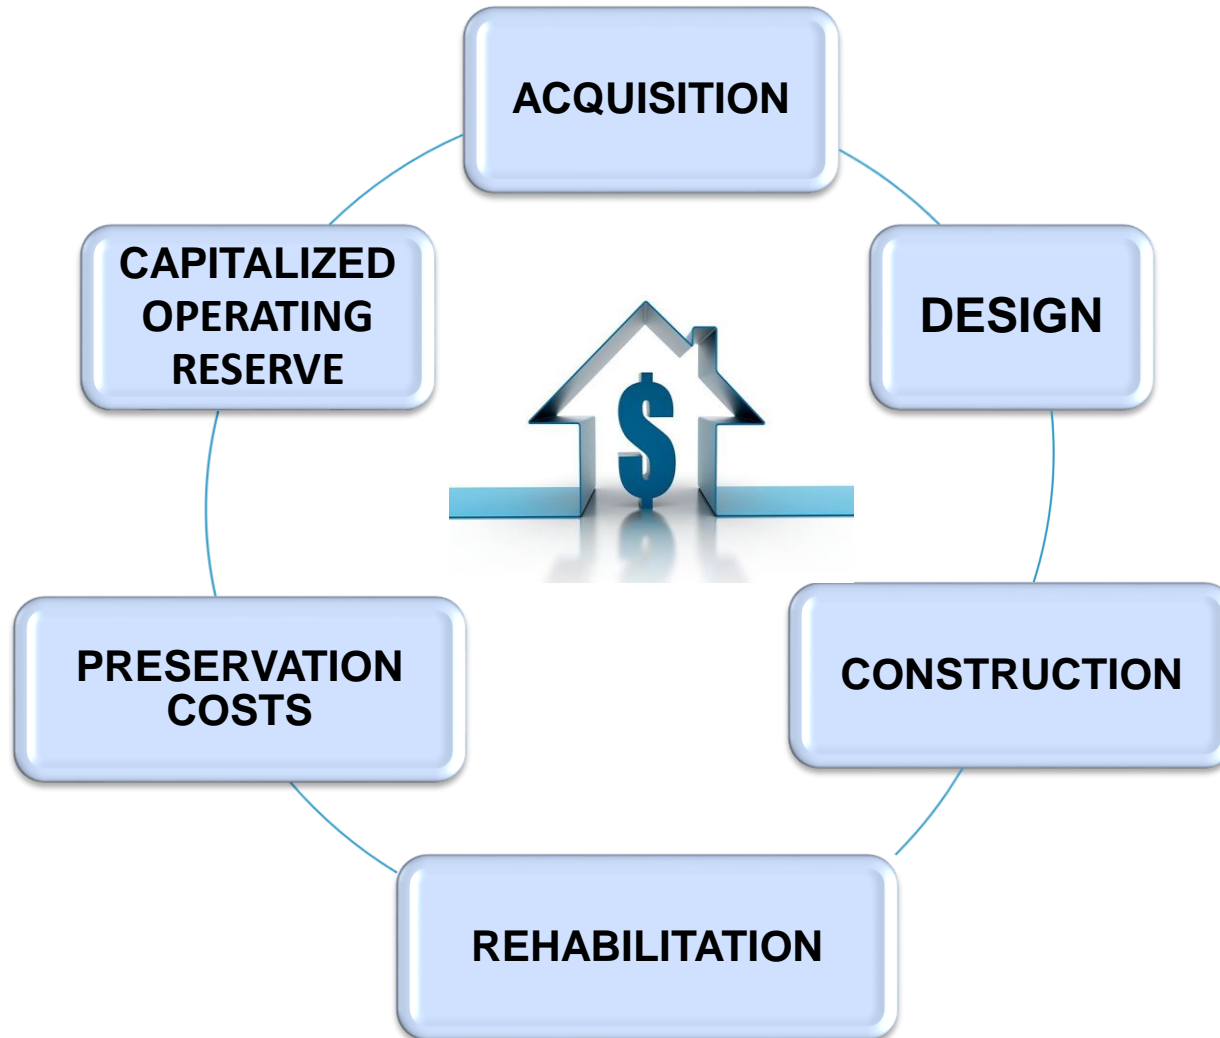 ACQUISITION
DESIGN
CONSTRUCTION
REHABILITATION
PRESERVATION
COSTS
CAPITALIZED
OPERATING
RESERVE
$